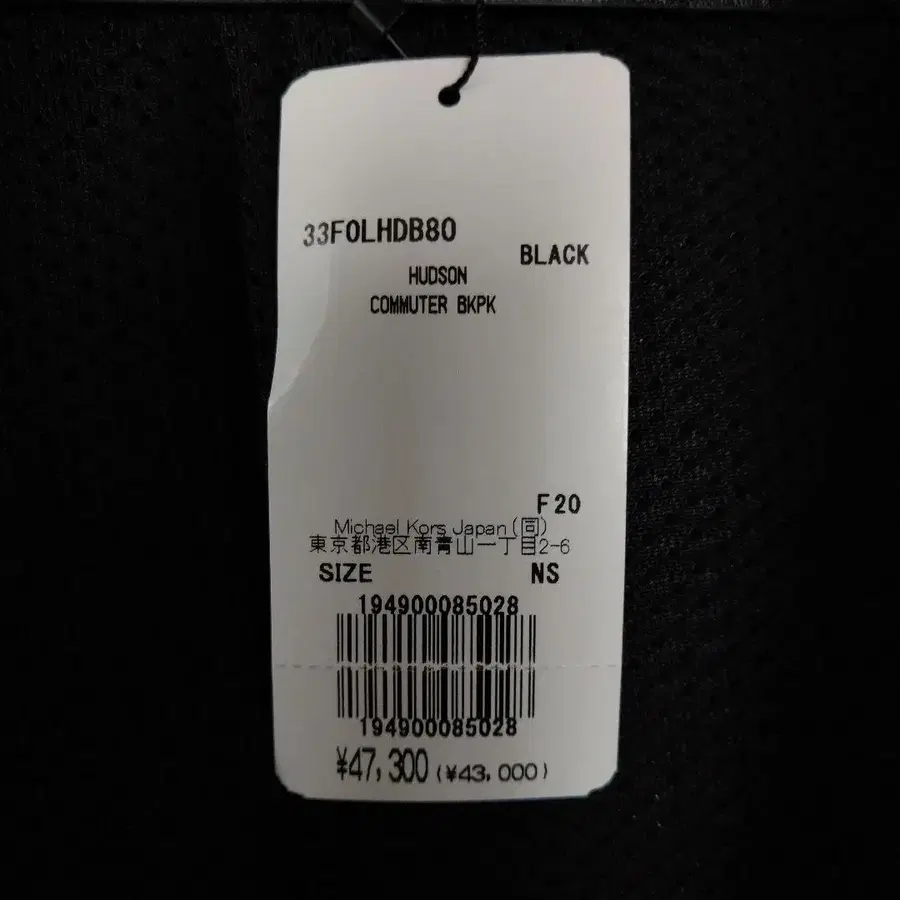 33F0LHDB80
BLACK
HUDSON
COMMUTER BKPK
F20
Michael Kors Japan (同)
東京都港区南青山一丁目2-6
SIZE NS
194900085028
194900085028
¥47,300 (¥43,000)